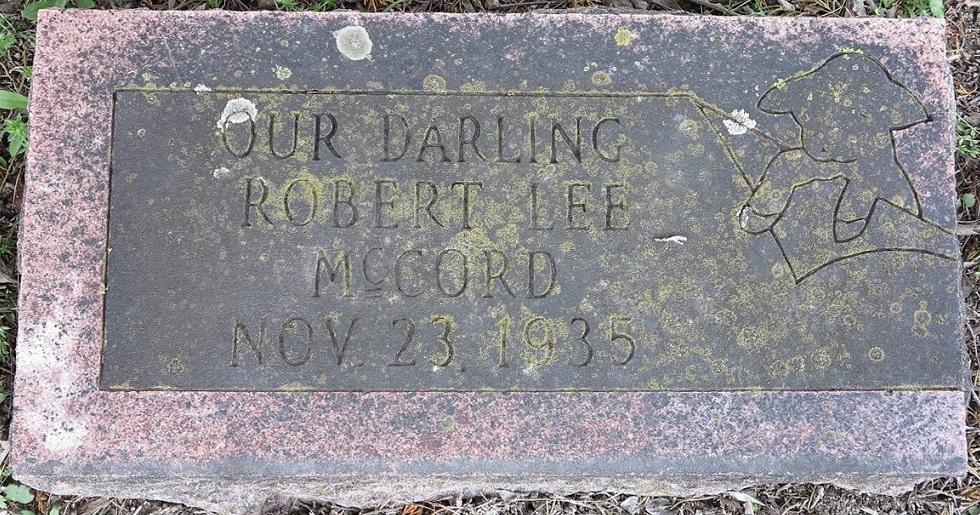 OUR DARLING
ROBERT LEE
McCORD
NOV. 23, 1935